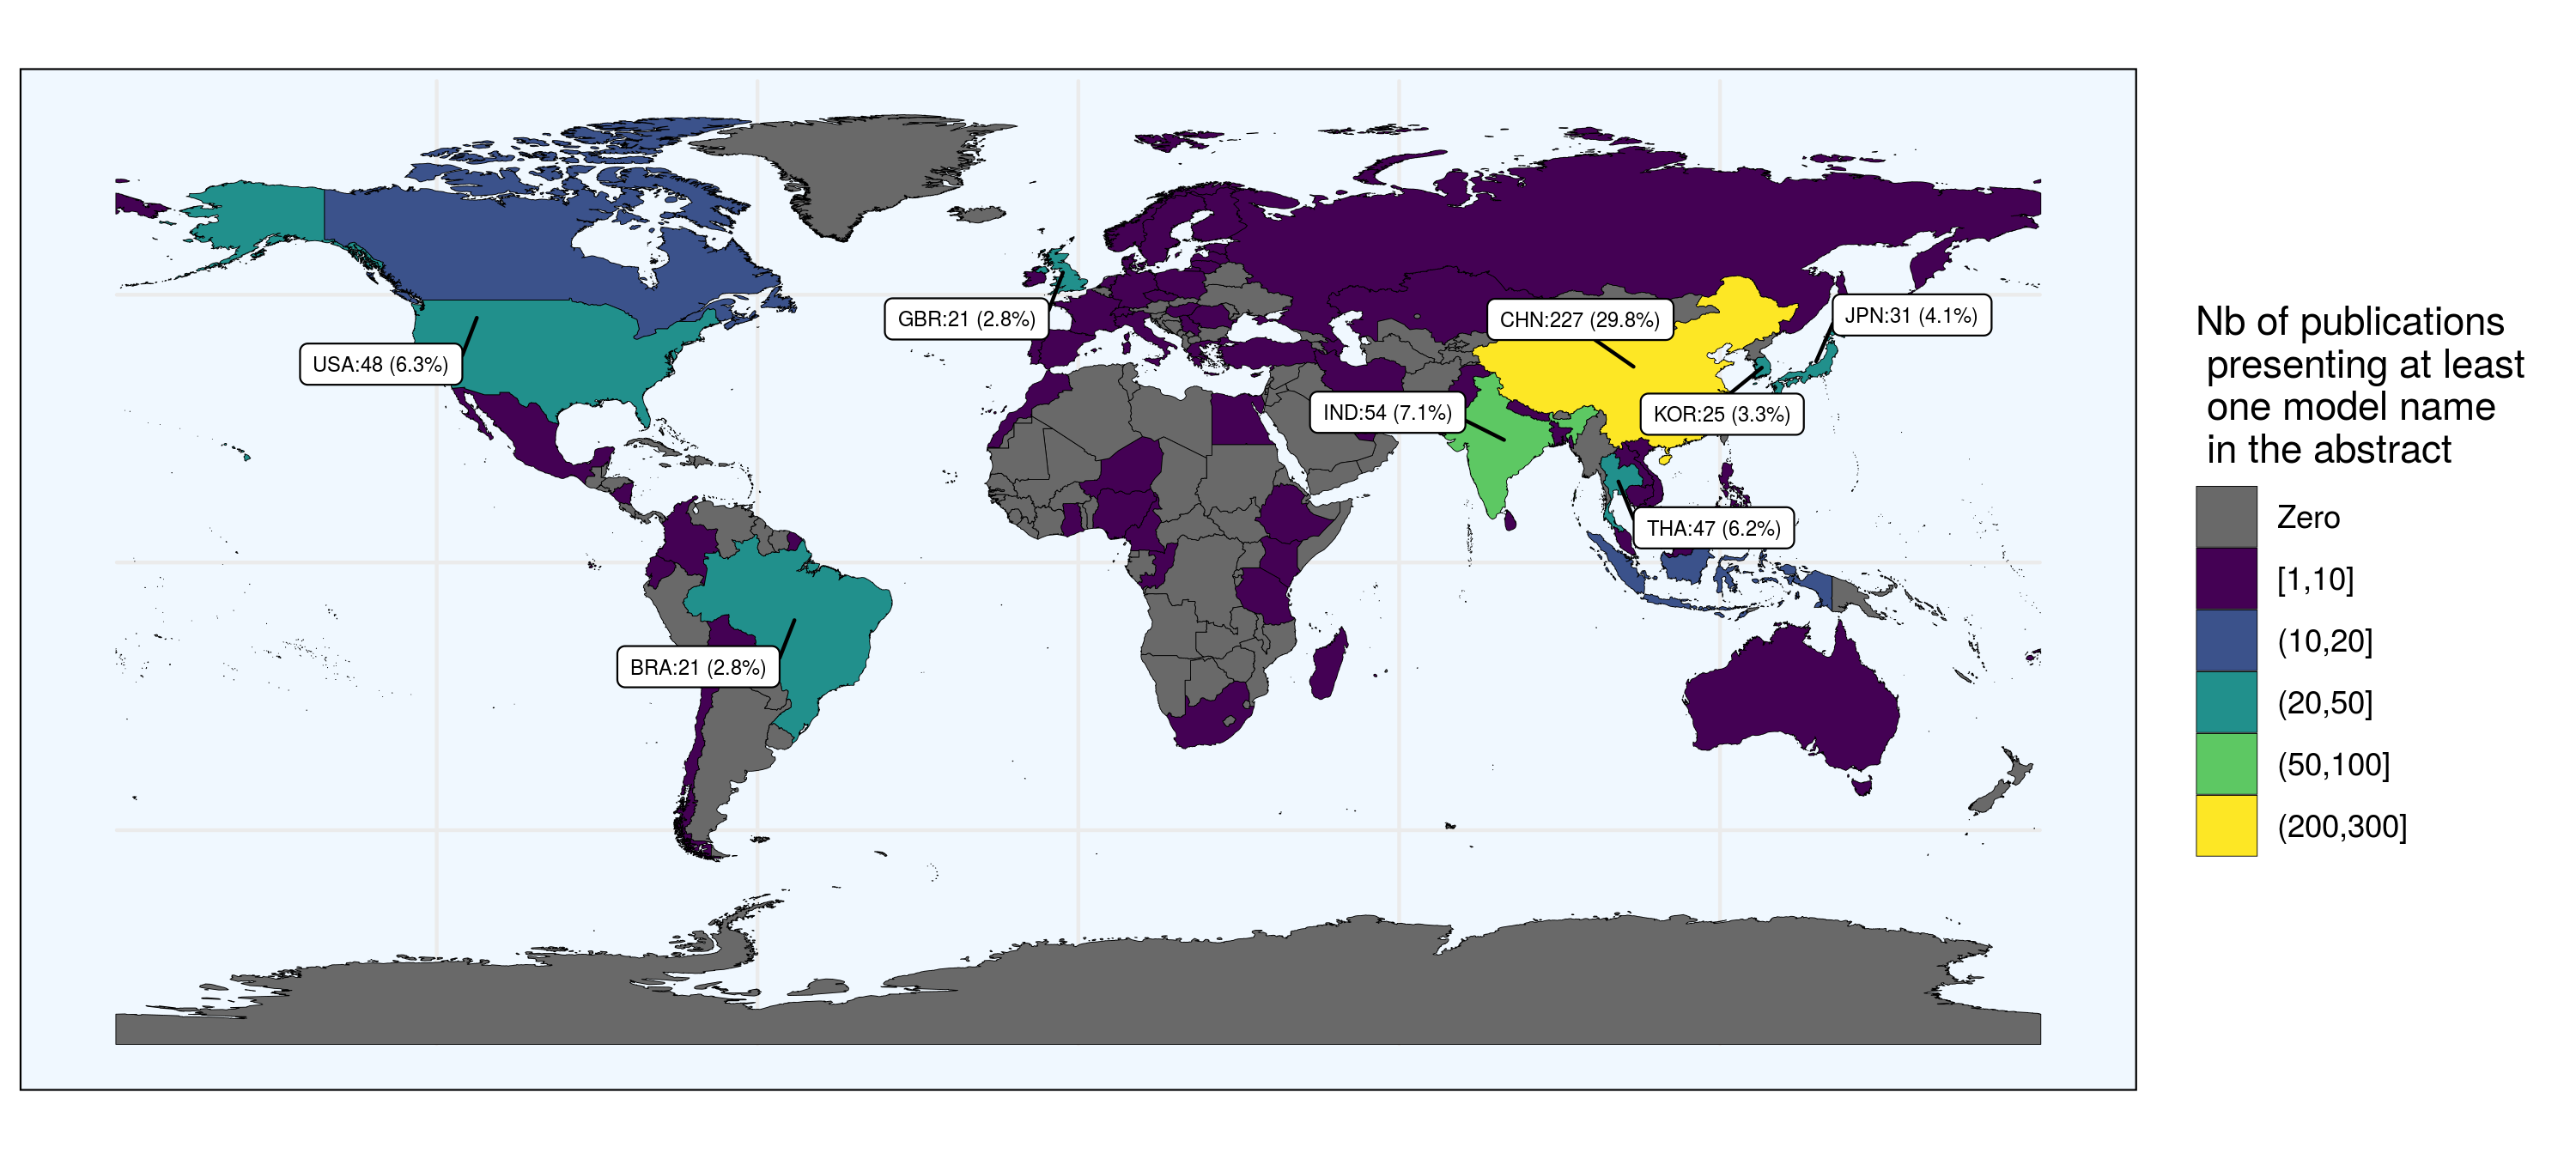 JPN:31 (4.1%)
GBR:21 (2.8%)
CHN:227 (29.8%)
USA:48 (6.3%)
IND:54 (7.1%)
KOR:25 (3.3%)
THA:47 (6.2%)
BRA:21 (2.8%)
Nb of publications
presenting at least
one model name
in the abstract
Zero
[1,10]
(10,20]
(20,50]
(50,100]
(200,300]